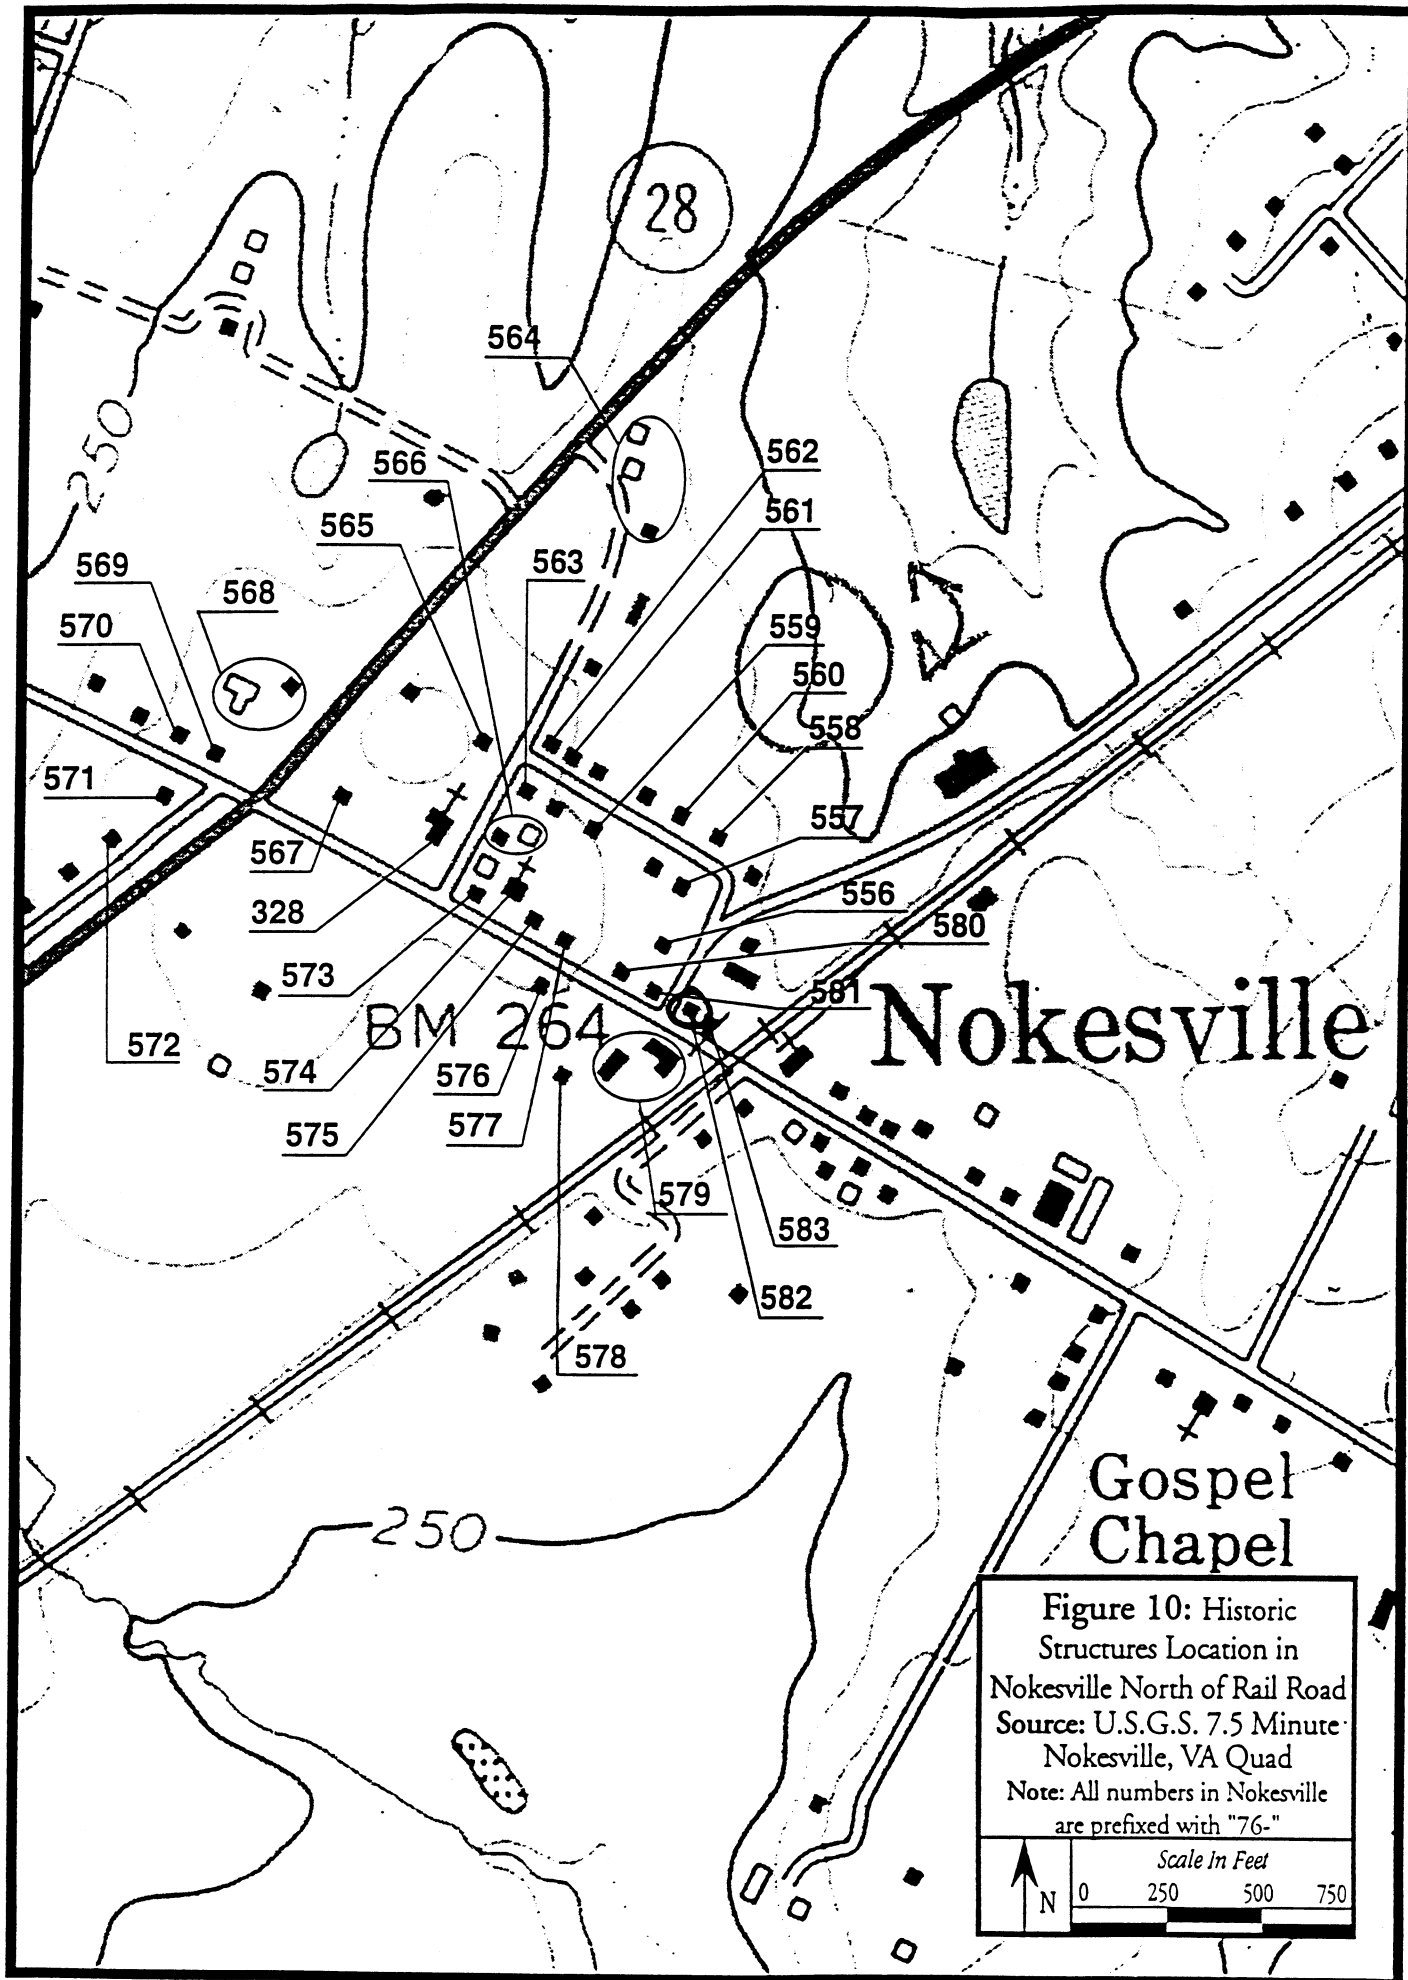 28
564
250
566
562
565
561
569
563
568
570
559
560
558
571
557
567
556
328
580
573
581
BM 264
Nokesville
572
574
576
577
575
579
583
582
578
Gospel
Chapel
250
Figure 10: Historic
Structures Location in
Nokesville North of Rail Road
Source: U.S.G.S. 7.5 Minute
Nokesville, VA Quad
Note: All numbers in Nokesville
are prefixed with "76-"
Scale In Feet
N
0 250 500 750